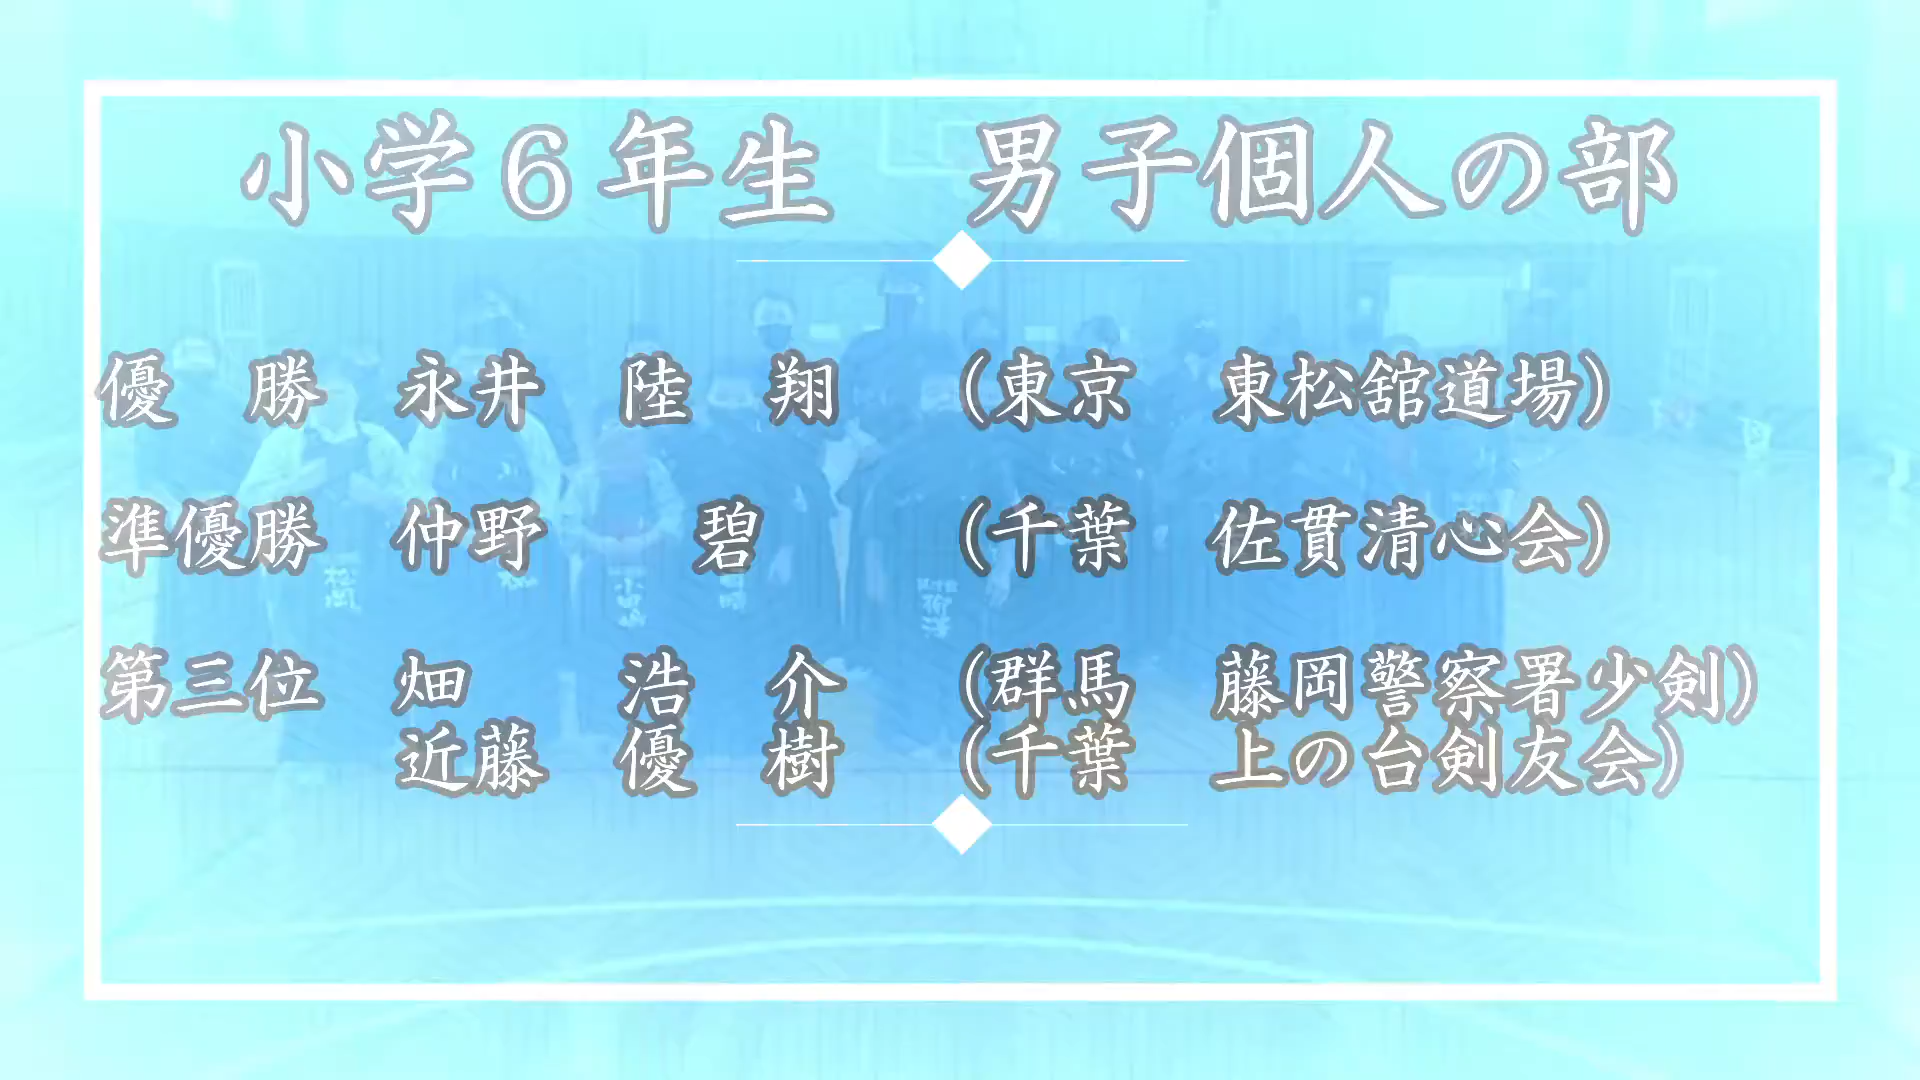 小学６年生　男子個人の部
優　勝　永井　陸　翔　（東京　東松舘道場）
準優勝　仲野　　碧　　（千葉　佐貫清心会）
第三位　畑　　浩　介　（群馬　藤岡警察署少剣）
近藤　優　樹　（千葉　上の台剣友会）